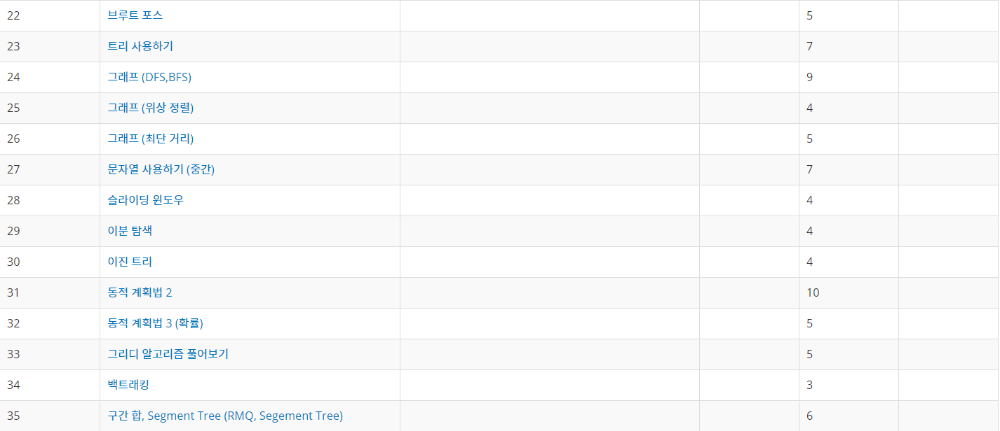 22 브루트 포스 5
23 트리 사용하기 7
24 그래프 (DFS,BFS) 9
25 그래프 (위상 정렬) 4
26 그래프 (최단 거리) 5
27 문자열 사용하기 (중간) 7
28 슬라이딩 윈도우 4
29 이분 탐색 4
30 이진 트리 4
31 동적 계획법 2 10
32 동적 계획법 3 (확률) 5
33 그리디 알고리즘 풀어보기 5
34 백트래킹 3
35 구간 합, Segment Tree (RMQ, Segement Tree) 6